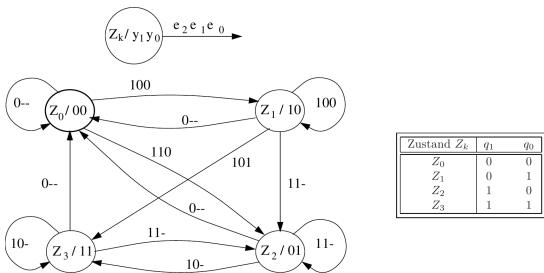 Z_k/ y_1 y_0
e_2 e_1 e_0
100
0--
Z_0 / 00
Z_1 / 10
100
0--
110
101
0--
11-
0--
10-
11-
Z_3 / 11
Z_2 / 01
11-
10-
Zustand Z_k q_1 q_0
Z_0 0 0
Z_1 0 1
Z_2 1 0
Z_3 1 1